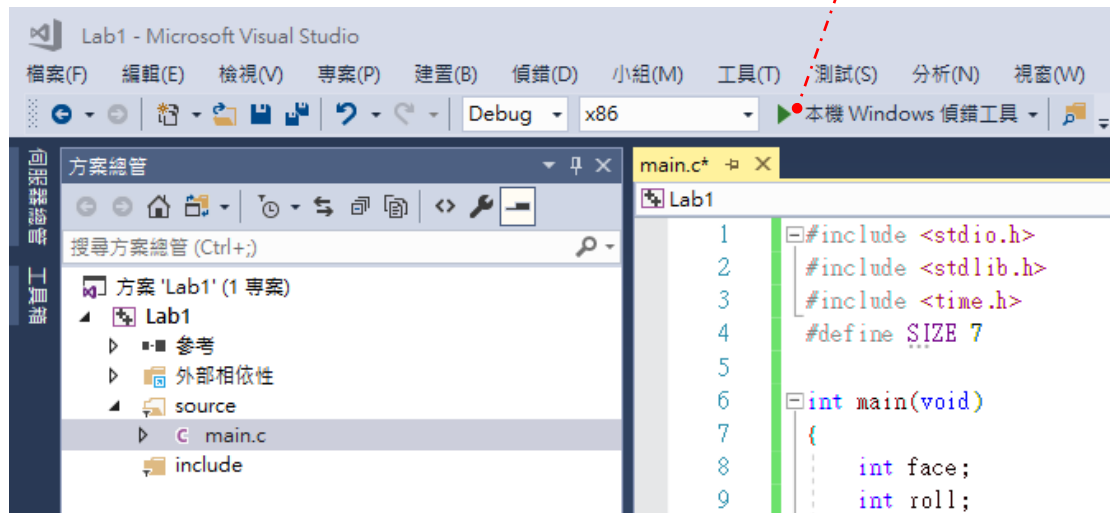 Lab1 - Microsoft Visual Studio
檔案(F) 編輯(E) 檢視(V) 專案(P) 建置(B) 偵錯(D) 小組(M) 工具(T) 測試(S) 分析(N) 視窗(W)
Debug x86 本機 Windows 偵錯工具
伺服器總管
工具箱
方案總管
搜尋方案總管 (Ctrl+;)
方案 'Lab1' (1 專案)
Lab1
參考
外部相依性
source
C main.c
include
main.c*
Lab1
1 #include <stdio.h>
2 #include <stdlib.h>
3 #include <time.h>
4 #define SIZE 7
5
6 int main(void)
7 {
8 int face;
9 int roll;